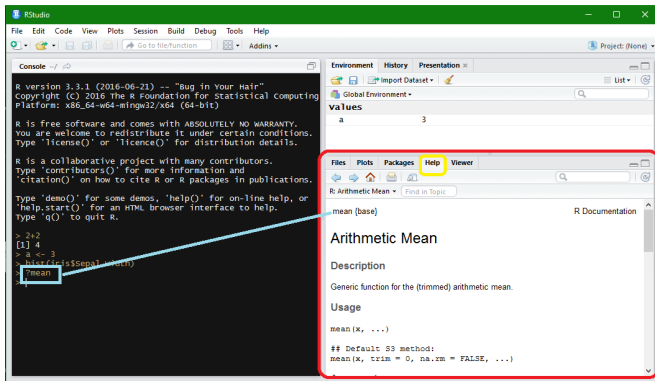 RStudio
File Edit Code View Plots Session Build Debug Tools Help
Go to file/function Addins Project: (None)
Console ~/
R version 3.3.1 (2016-06-21) -- "Bug in Your Hair"
Copyright (C) 2016 The R Foundation for Statistical Computing
Platform: x86_64-w64-mingw32/x64 (64-bit)
R is free software and comes with ABSOLUTELY NO WARRANTY.
You are welcome to redistribute it under certain conditions.
Type 'license()' or 'licence()' for distribution details.
R is a collaborative project with many contributors.
Type 'contributors()' for more information and
'citation()' on how to cite R or R packages in publications.
Type 'demo()' for some demos, 'help()' for on-line help, or
'help.start()' for an HTML browser interface to help.
Type 'q()' to quit R.
> 2+2
[1] 4
> a <- 3
> hist(iris$Sepal.Width)
> ?mean
>
Environment History Presentation
Import Dataset List
Global Environment
Values
a 3
Files Plots Packages Help Viewer
R: Arithmetic Mean Find in Topic
mean {base} R Documentation
Arithmetic Mean
Description
Generic function for the (trimmed) arithmetic mean.
Usage
mean(x, ...)
## Default S3 method:
mean(x, trim = 0, na.rm = FALSE, ...)